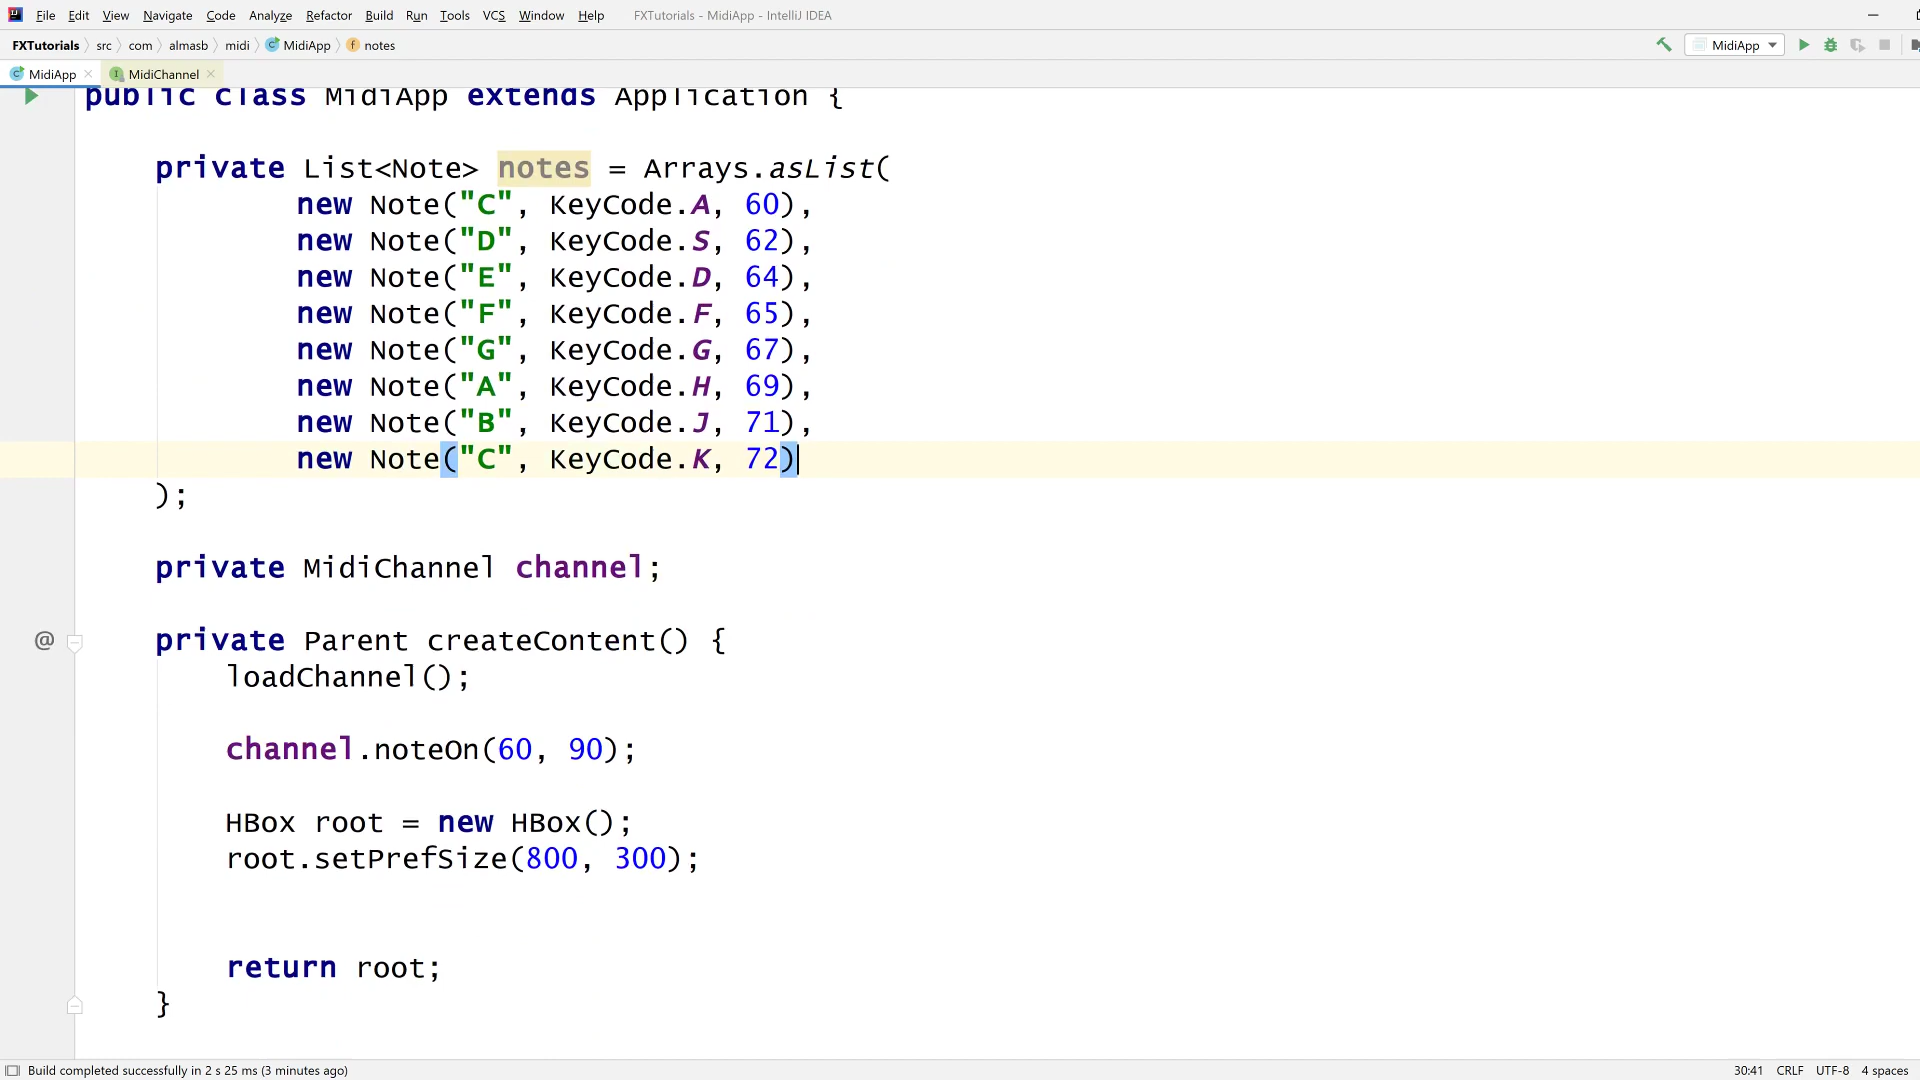 File Edit View Navigate Code Analyze Refactor Build Run Tools VCS Window Help FXTutorials - MidiApp - IntelliJ IDEA
FXTutorials src com almasb midi MidiApp notes MidiApp
MidiApp MidiChannel
public class MidiApp extends Application {
private List<Note> notes = Arrays.asList(
new Note("C", KeyCode.A, 60),
new Note("D", KeyCode.S, 62),
new Note("E", KeyCode.D, 64),
new Note("F", KeyCode.F, 65),
new Note("G", KeyCode.G, 67),
new Note("A", KeyCode.H, 69),
new Note("B", KeyCode.J, 71),
new Note("C", KeyCode.K, 72)
);
private MidiChannel channel;
@ private Parent createContent() {
loadChannel();
channel.noteOn(60, 90);
HBox root = new HBox();
root.setPrefSize(800, 300);
return root;
}
Build completed successfully in 2 s 25 ms (3 minutes ago) 30:41 CRLF UTF-8 4 spaces